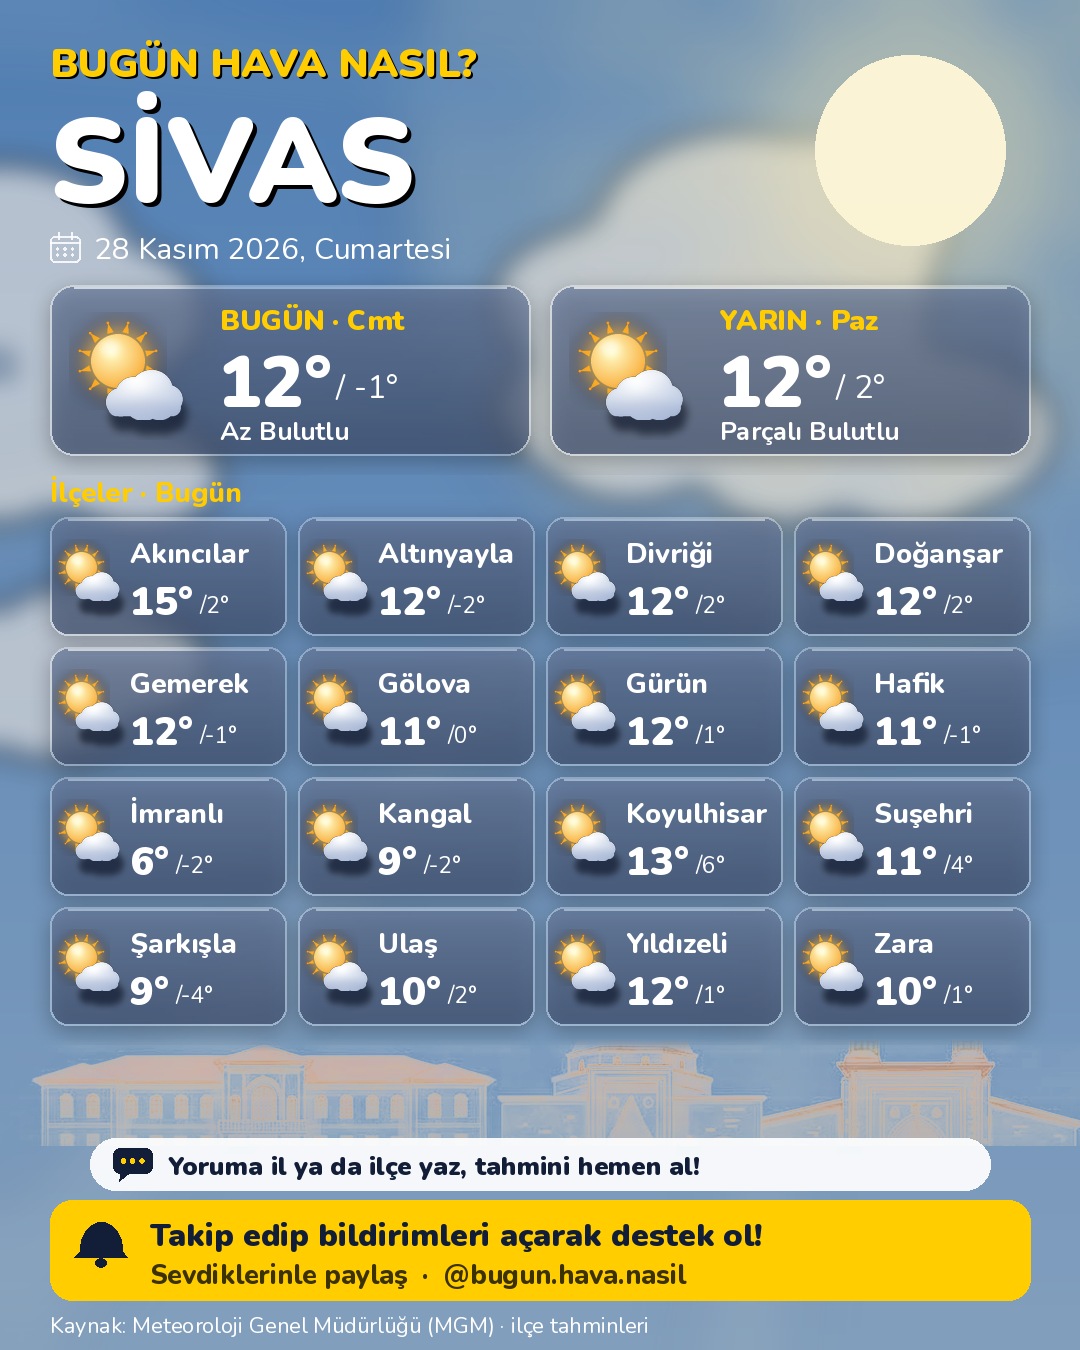 BUGÜN HAVA NASIL?
SİVAS
28 Kasım 2026, Cumartesi
BUGÜN · Cmt
12° / -1°
Az Bulutlu
YARIN · Paz
12° / 2°
Parçalı Bulutlu
İlçeler · Bugün
Akıncılar
15° /2°
Altınyayla
12° /-2°
Divriği
12° /2°
Doğanşar
12° /2°
Gemerek
12° /-1°
Gölova
11° /0°
Gürün
12° /1°
Hafik
11° /-1°
İmranlı
6° /-2°
Kangal
9° /-2°
Koyulhisar
13° /6°
Suşehri
11° /4°
Şarkışla
9° /-4°
Ulaş
10° /2°
Yıldızeli
12° /1°
Zara
10° /1°
Yoruma il ya da ilçe yaz, tahmini hemen al!
Takip edip bildirimleri açarak destek ol!
Sevdiklerinle paylaş · @bugun.hava.nasil
Kaynak: Meteoroloji Genel Müdürlüğü (MGM) · ilçe tahminleri